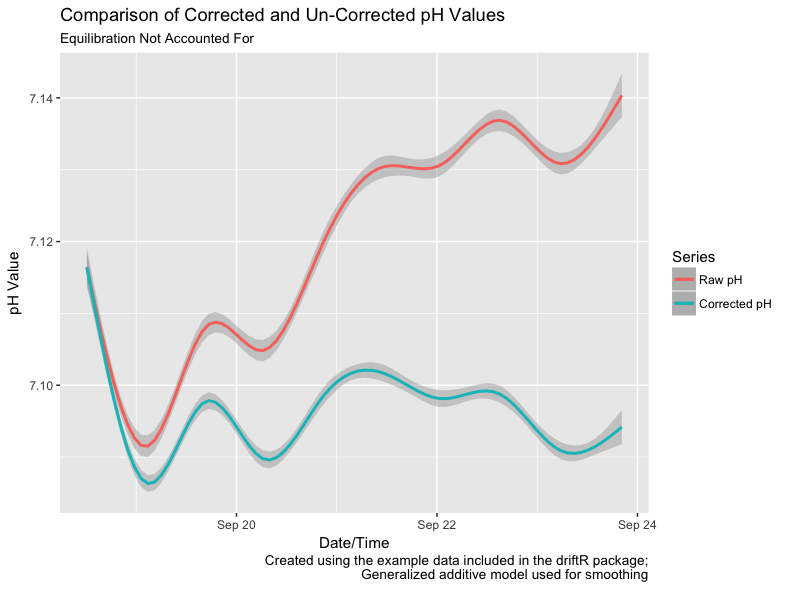 Comparison of Corrected and Un-Corrected pH Values
Equilibration Not Accounted For
7.14
7.12
7.10
pH Value
Sep 20
Sep 22
Sep 24
Date/Time
Series
Raw pH
Corrected pH
Created using the example data included in the driftR package;
Generalized additive model used for smoothing